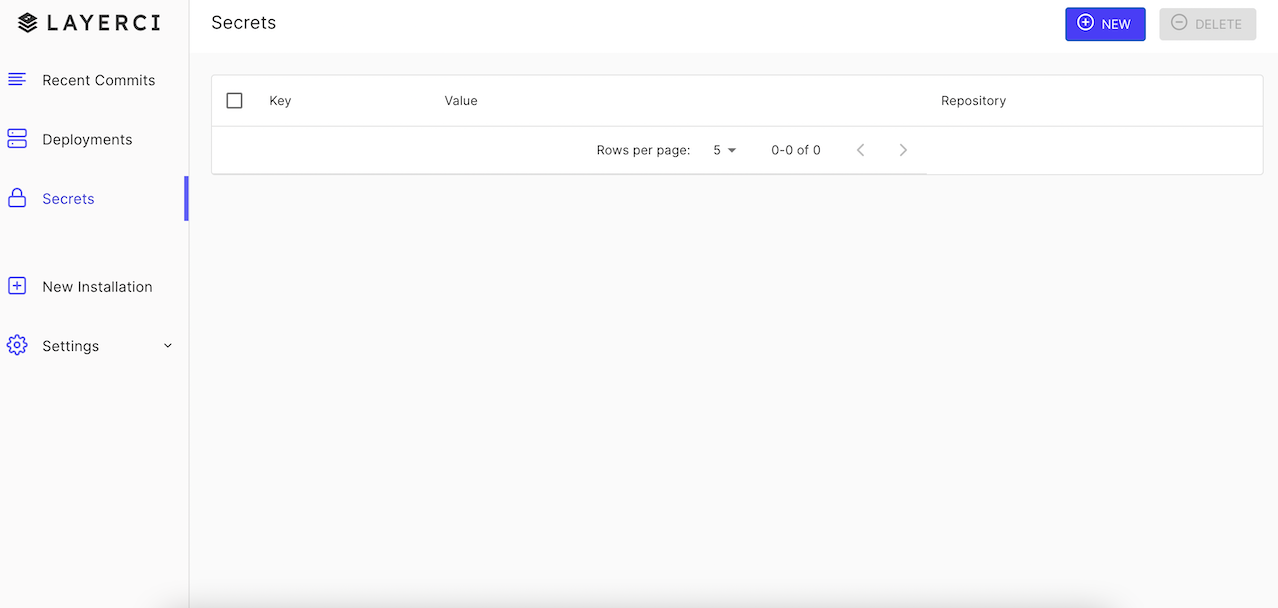 LAYERCI
Secrets
NEW
DELETE
Recent Commits
Deployments
Secrets
New Installation
Settings
Key Value Repository
Rows per page: 5 0-0 of 0